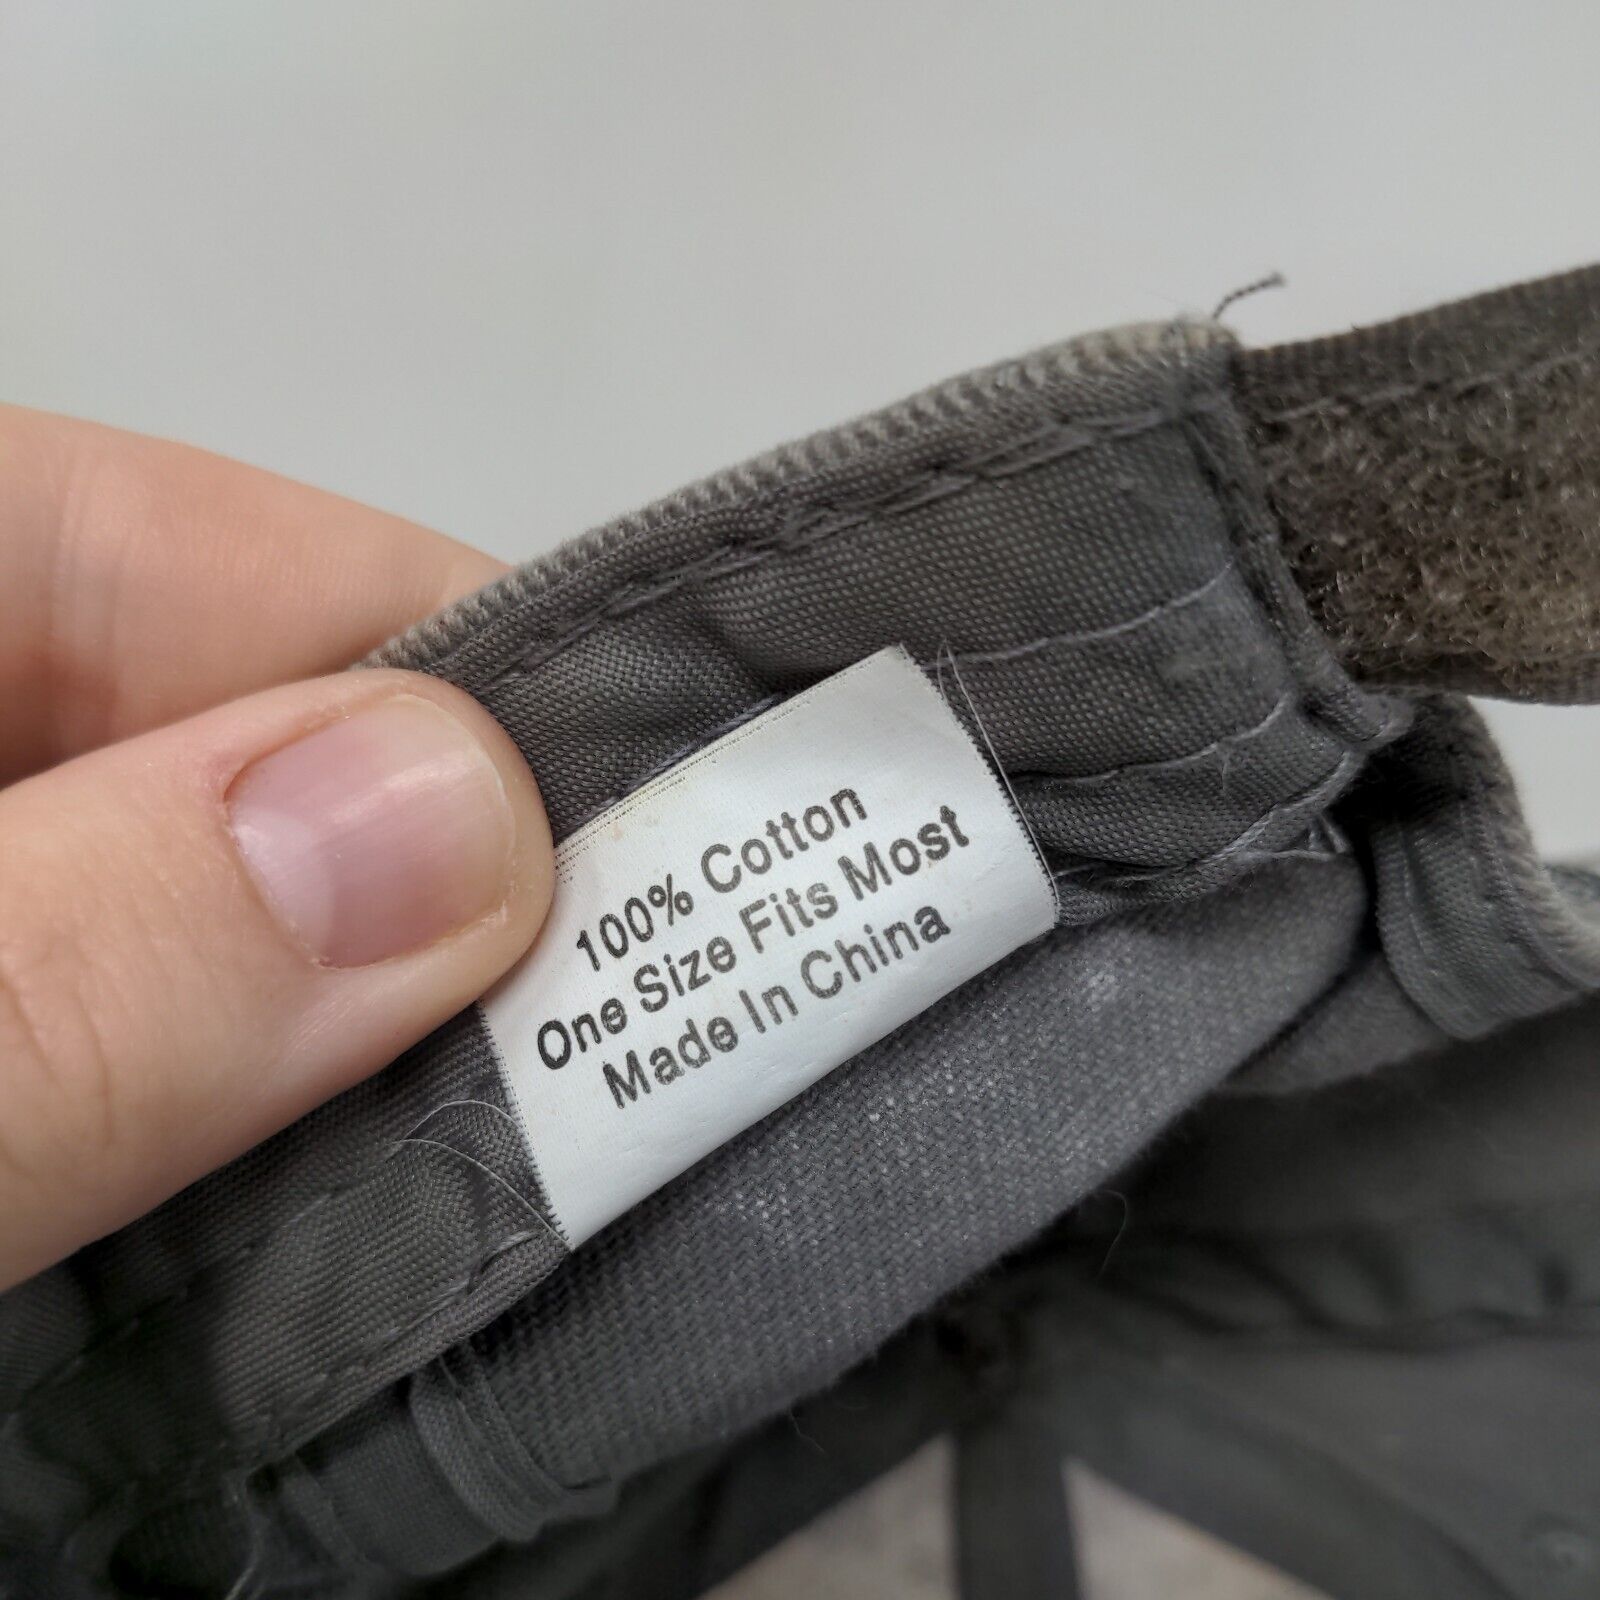 100% Cotton
One Size Fits Most
Made In China